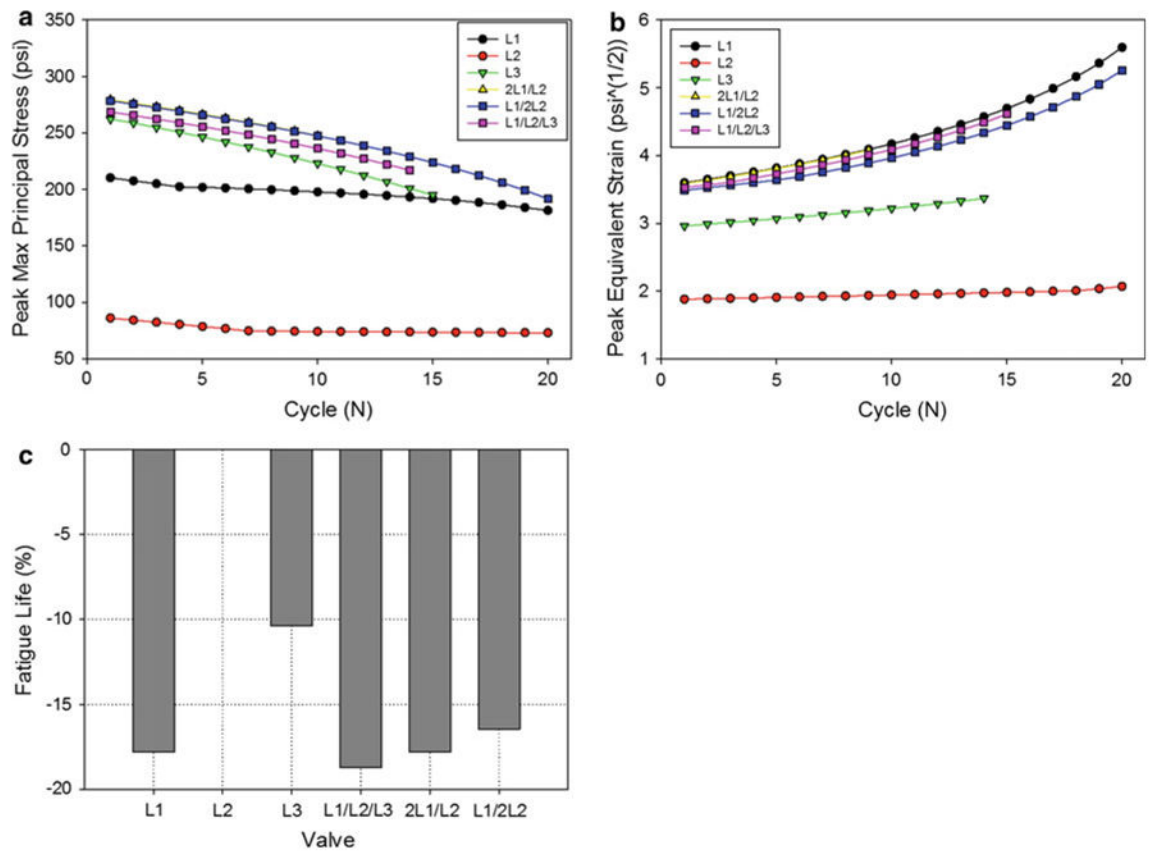 a
350
300
250
200
150
100
50
Peak Max Principal Stress (psi)
L1
L2
L3
2L1/L2
L1/2L2
L1/L2/L3
0
5
10
15
20
Cycle (N)
b
6
5
4
3
2
1
Peak Equivalent Strain (psi^(1/2))
L1
L2
L3
2L1/L2
L1/2L2
L1/L2/L3
0
5
10
15
20
Cycle (N)
c
0
-5
-10
-15
-20
Fatigue Life (%)
L1
L2
L3
L1/L2/L3
2L1/L2
L1/2L2
Valve